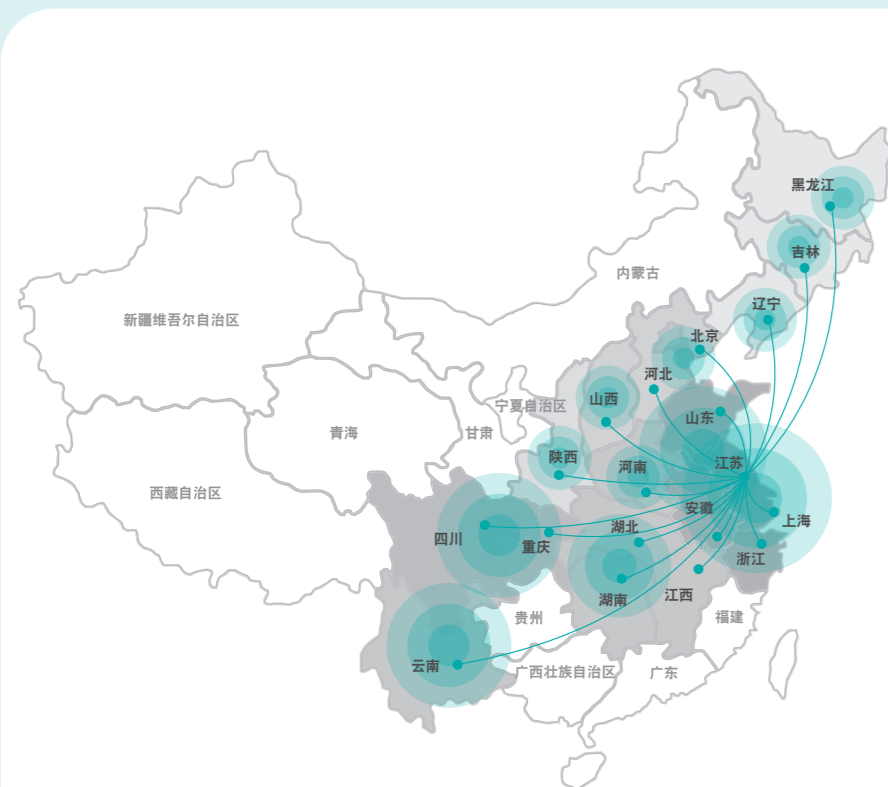 黑龙江
吉林
内蒙古
辽宁
新疆维吾尔自治区
北京
河北
山西
宁夏自治区
山东
青海
甘肃
陕西
河南
江苏
西藏自治区
安徽
上海
湖北
四川
重庆
浙江
湖南
江西
贵州
福建
云南
广西壮族自治区
广东